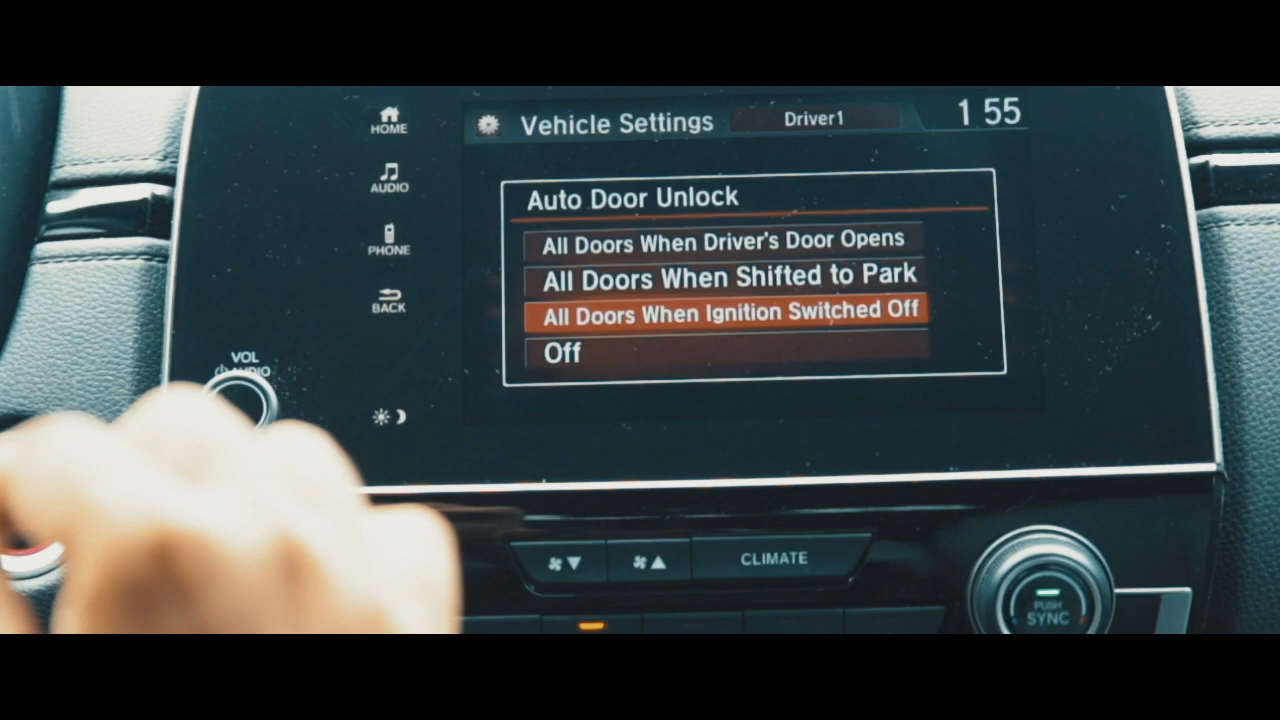 HOME
Vehicle Settings
Driver1
1 55
AUDIO
Auto Door Unlock
PHONE
All Doors When Driver's Door Opens
All Doors When Shifted to Park
BACK
All Doors When Ignition Switched Off
Off
VOL
AUDIO
CLIMATE
PUSH
SYNC